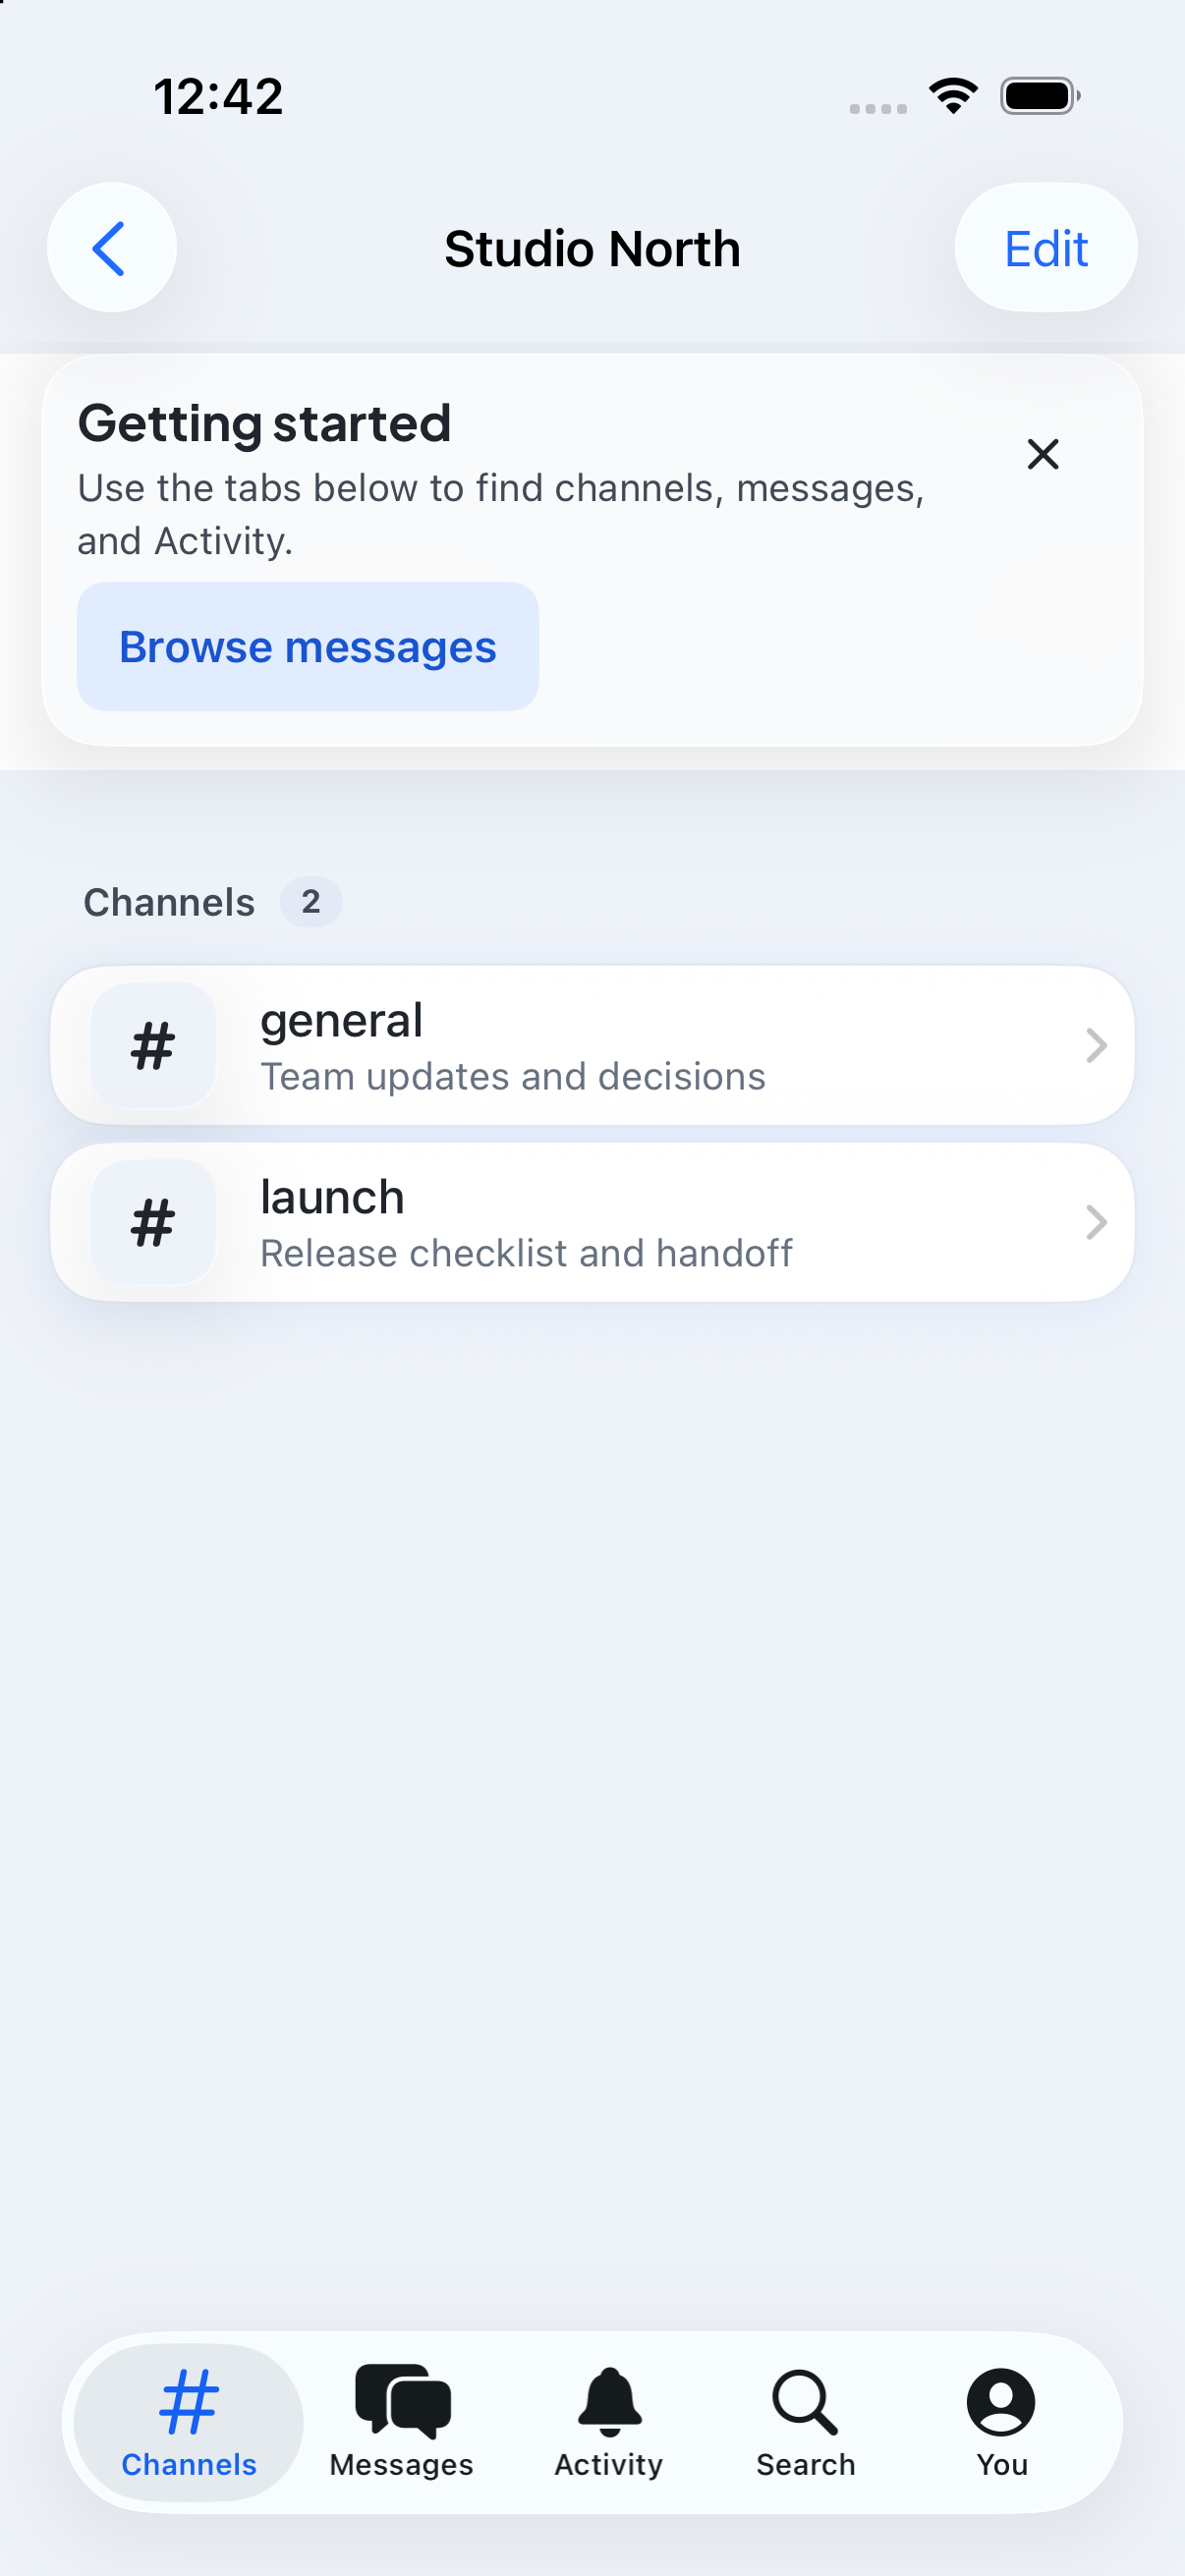 12:42
Studio North
Edit
Getting started
Use the tabs below to find channels, messages,
and Activity.
Browse messages
Channels 2
# general
Team updates and decisions
# launch
Release checklist and handoff
#
Channels
Messages
Activity
Search
You